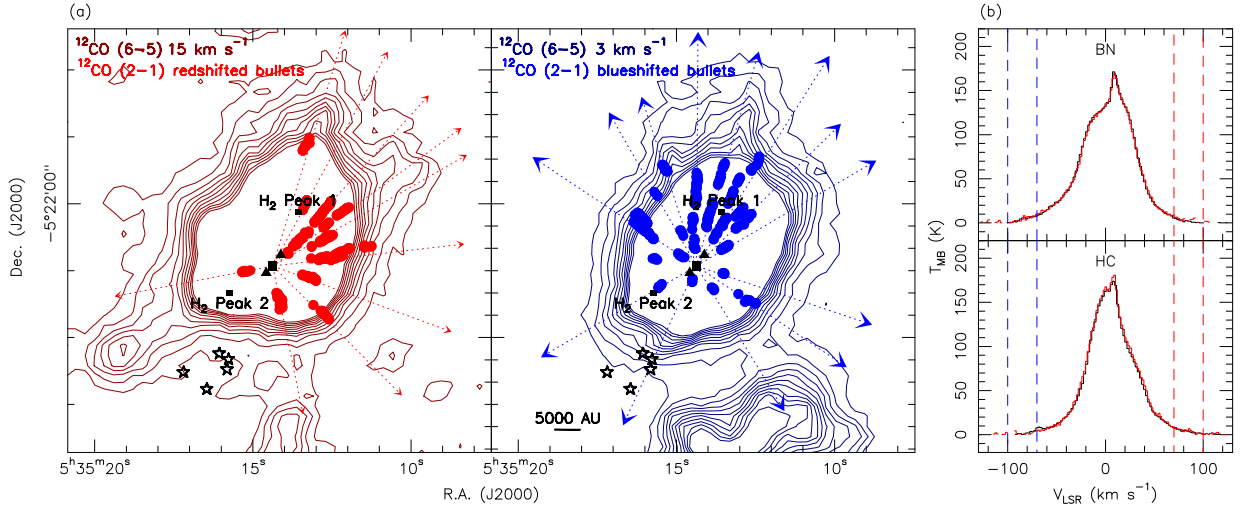 (a)
(b)
¹²CO (6−5) 15 km s⁻¹
¹²CO (2−1) redshifted bullets
¹²CO (6−5) 3 km s⁻¹
¹²CO (2−1) blueshifted bullets
H₂ Peak 1
H₂ Peak 2
H₂ Peak 1
H₂ Peak 2
5000 AU
Dec. (J2000)
−5°22'00"
5ʰ35ᵐ20ˢ
15ˢ
10ˢ
5ʰ35ᵐ20ˢ
15ˢ
10ˢ
R.A. (J2000)
BN
200
150
100
50
0
T_MB (K)
HC
200
150
100
50
0
−100
0
100
V_LSR (km s⁻¹)